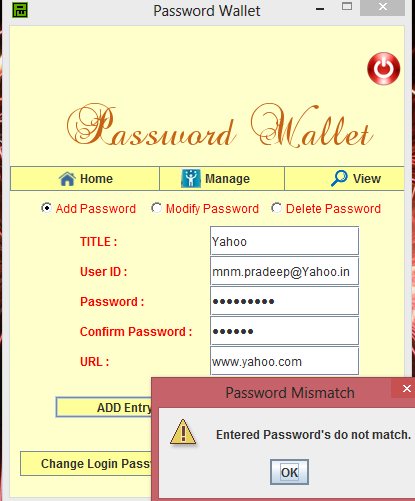 Password Wallet
Password Wallet
Home Manage View
Add Password Modify Password Delete Password
TITLE : Yahoo
User ID : mnm.pradeep@Yahoo.in
Password : •••••••••
Confirm Password : ••••••
URL : www.yahoo.com
ADD Entry
Password Mismatch
Entered Password's do not match.
Change Login Passw
OK